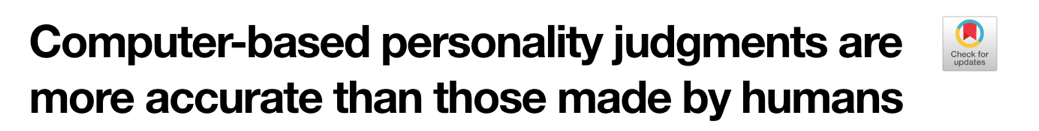 Computer-based personality judgments are
more accurate than those made by humans
Check for
updates